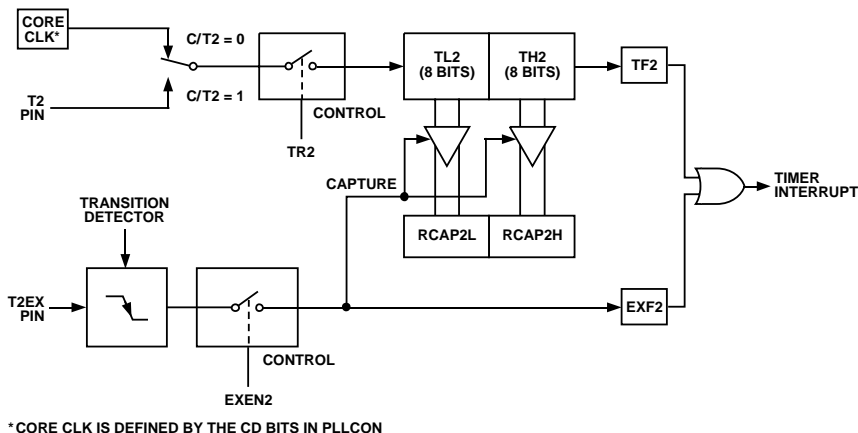 CORE
CLK*
C/T2 = 0
T2
PIN
C/T2 = 1
CONTROL
TR2
TL2
(8 BITS)
TH2
(8 BITS)
TF2
CAPTURE
RCAP2L
RCAP2H
TIMER
INTERRUPT
TRANSITION
DETECTOR
T2EX
PIN
CONTROL
EXEN2
EXF2
*CORE CLK IS DEFINED BY THE CD BITS IN PLLCON